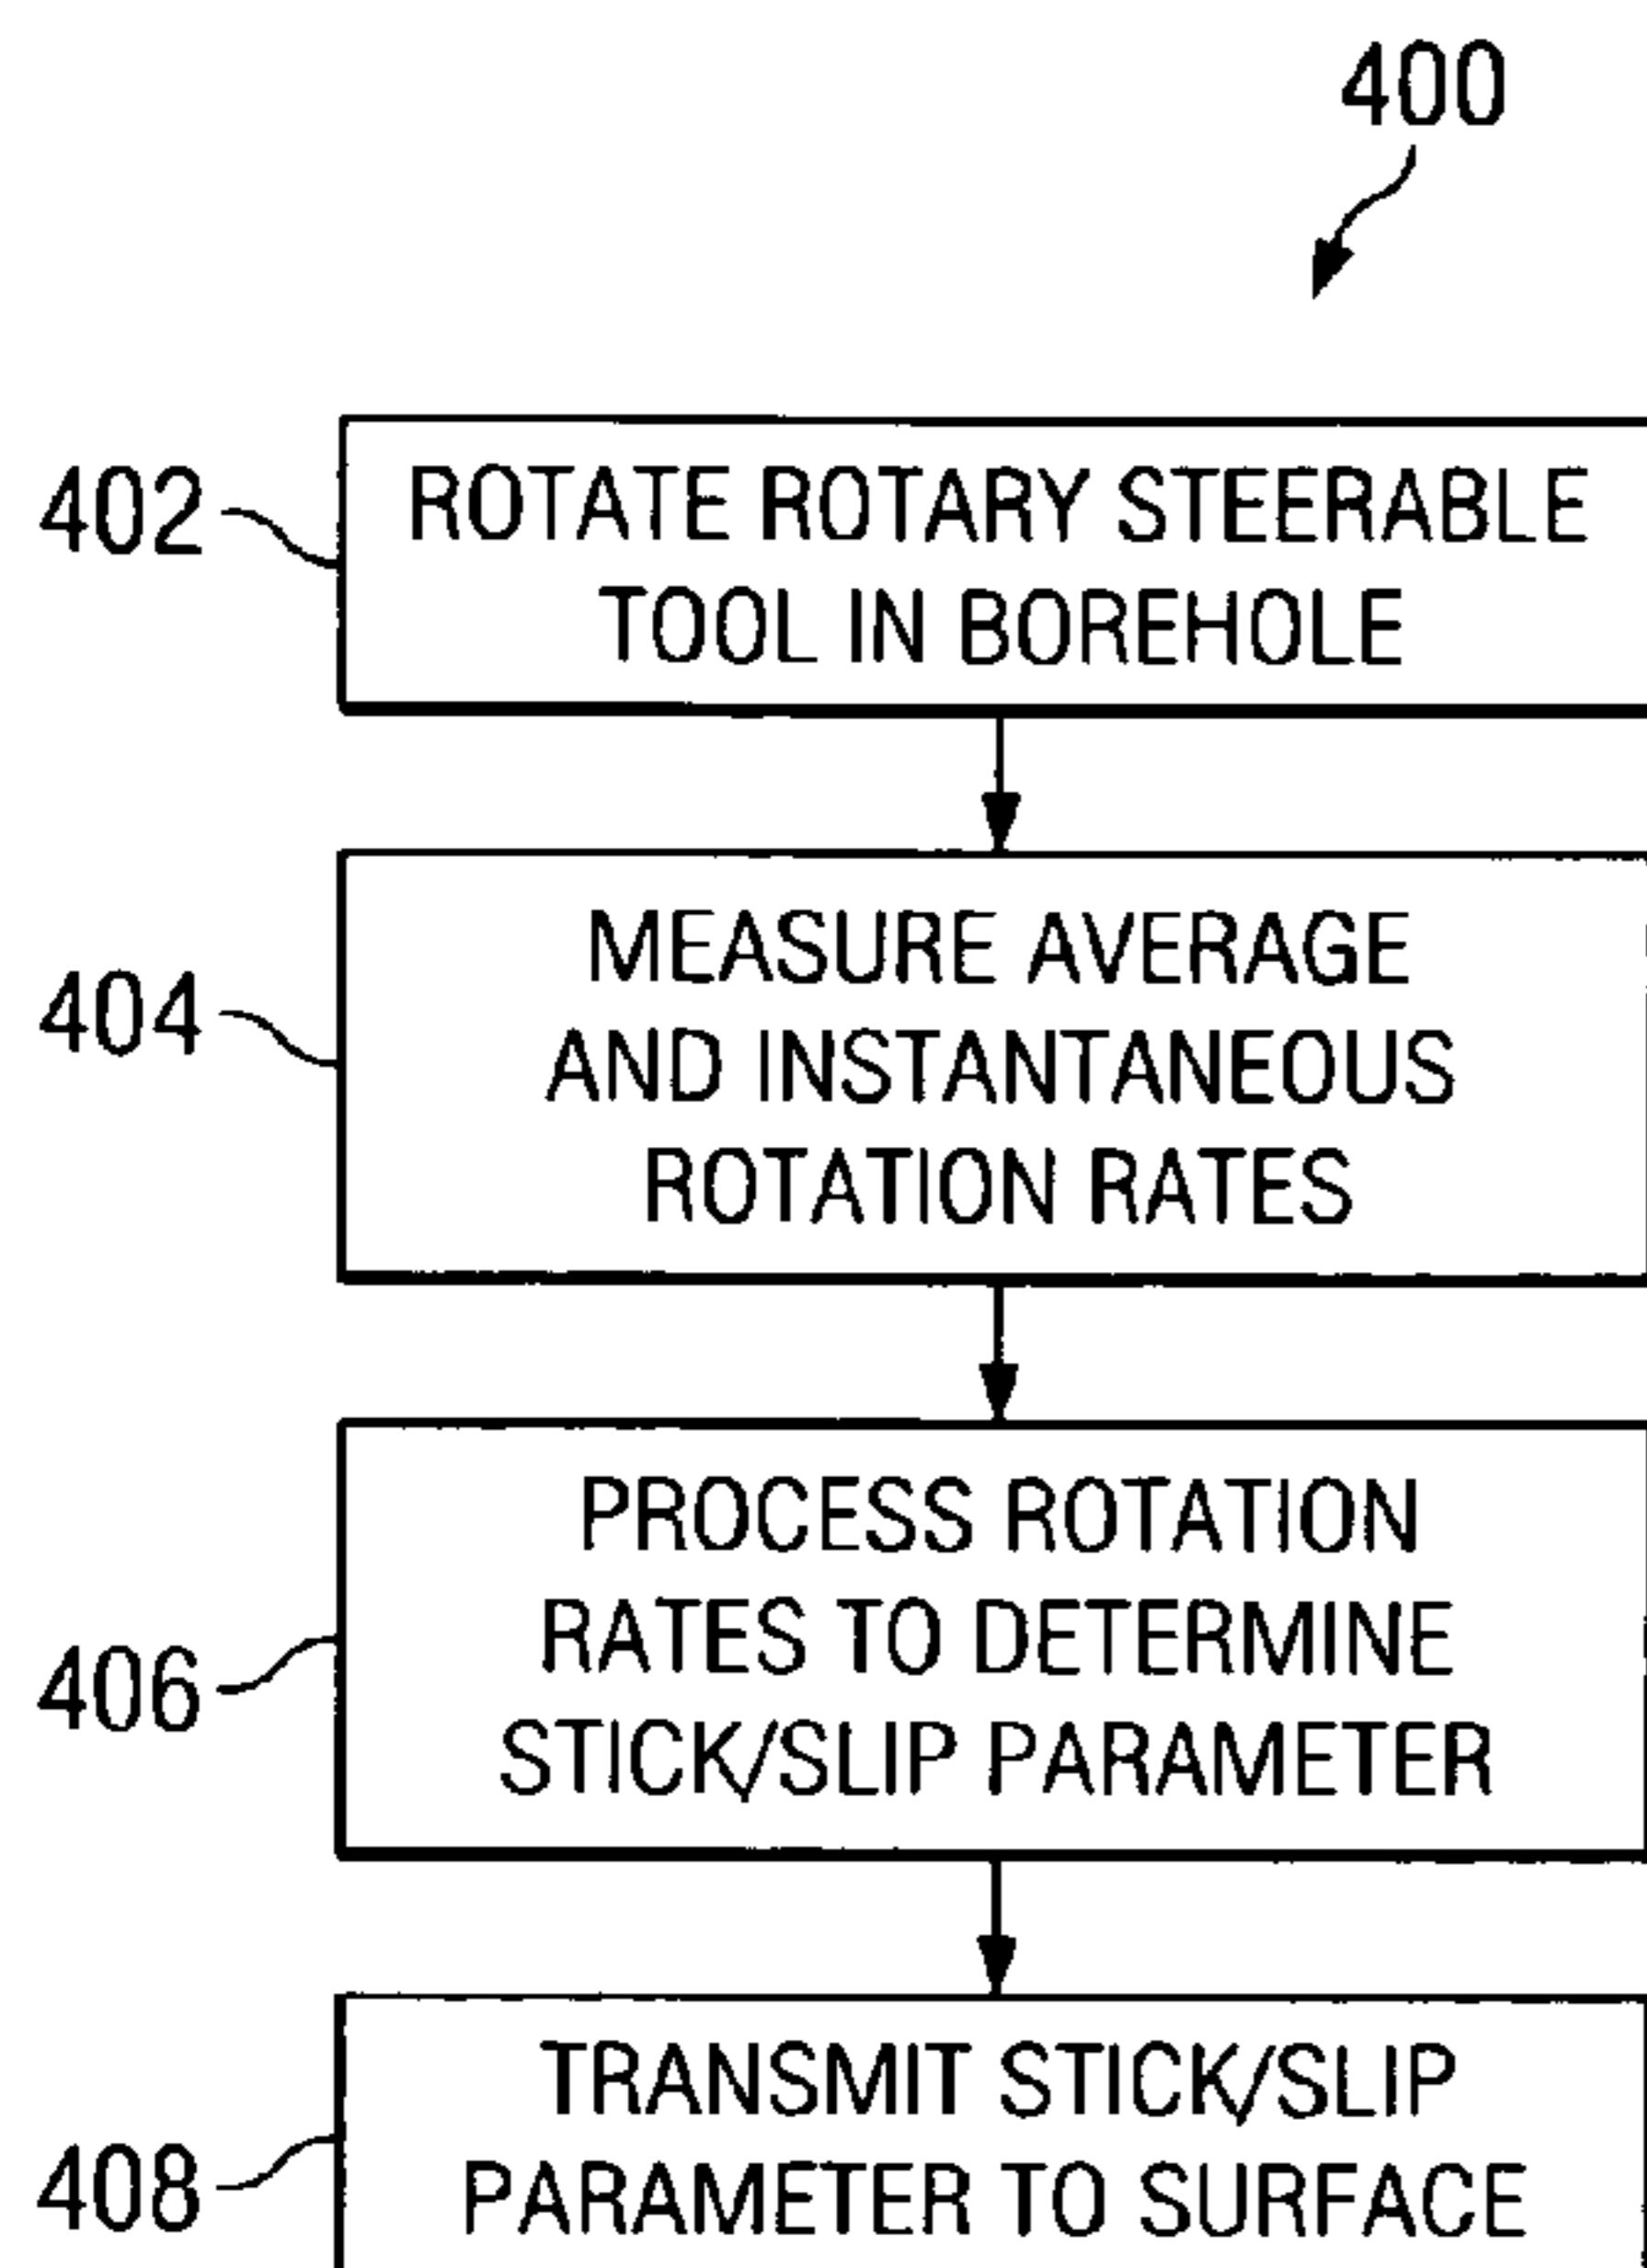 400
402
ROTATE ROTARY STEERABLE
TOOL IN BOREHOLE
404
MEASURE AVERAGE
AND INSTANTANEOUS
ROTATION RATES
406
PROCESS ROTATION
RATES TO DETERMINE
STICK/SLIP PARAMETER
408
TRANSMIT STICK/SLIP
PARAMETER TO SURFACE